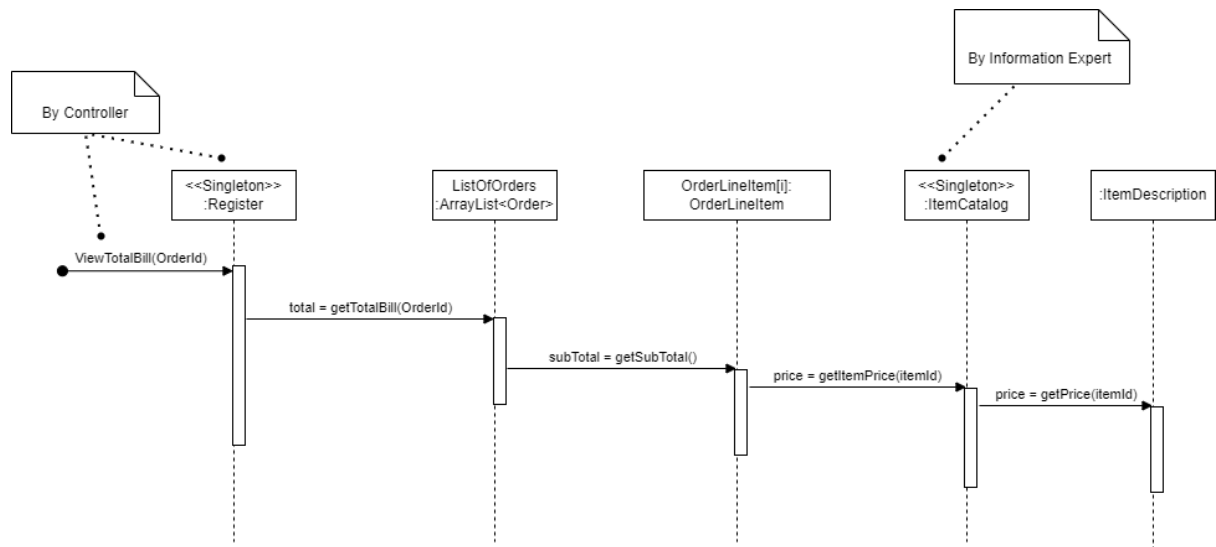 By Information Expert
By Controller
<<Singleton>>
:Register
ListOfOrders
:ArrayList<Order>
OrderLineItem[i]:
OrderLineItem
<<Singleton>>
:ItemCatalog
:ItemDescription
ViewTotalBill(OrderId)
total = getTotalBill(OrderId)
subTotal = getSubTotal()
price = getItemPrice(itemId)
price = getPrice(itemId)